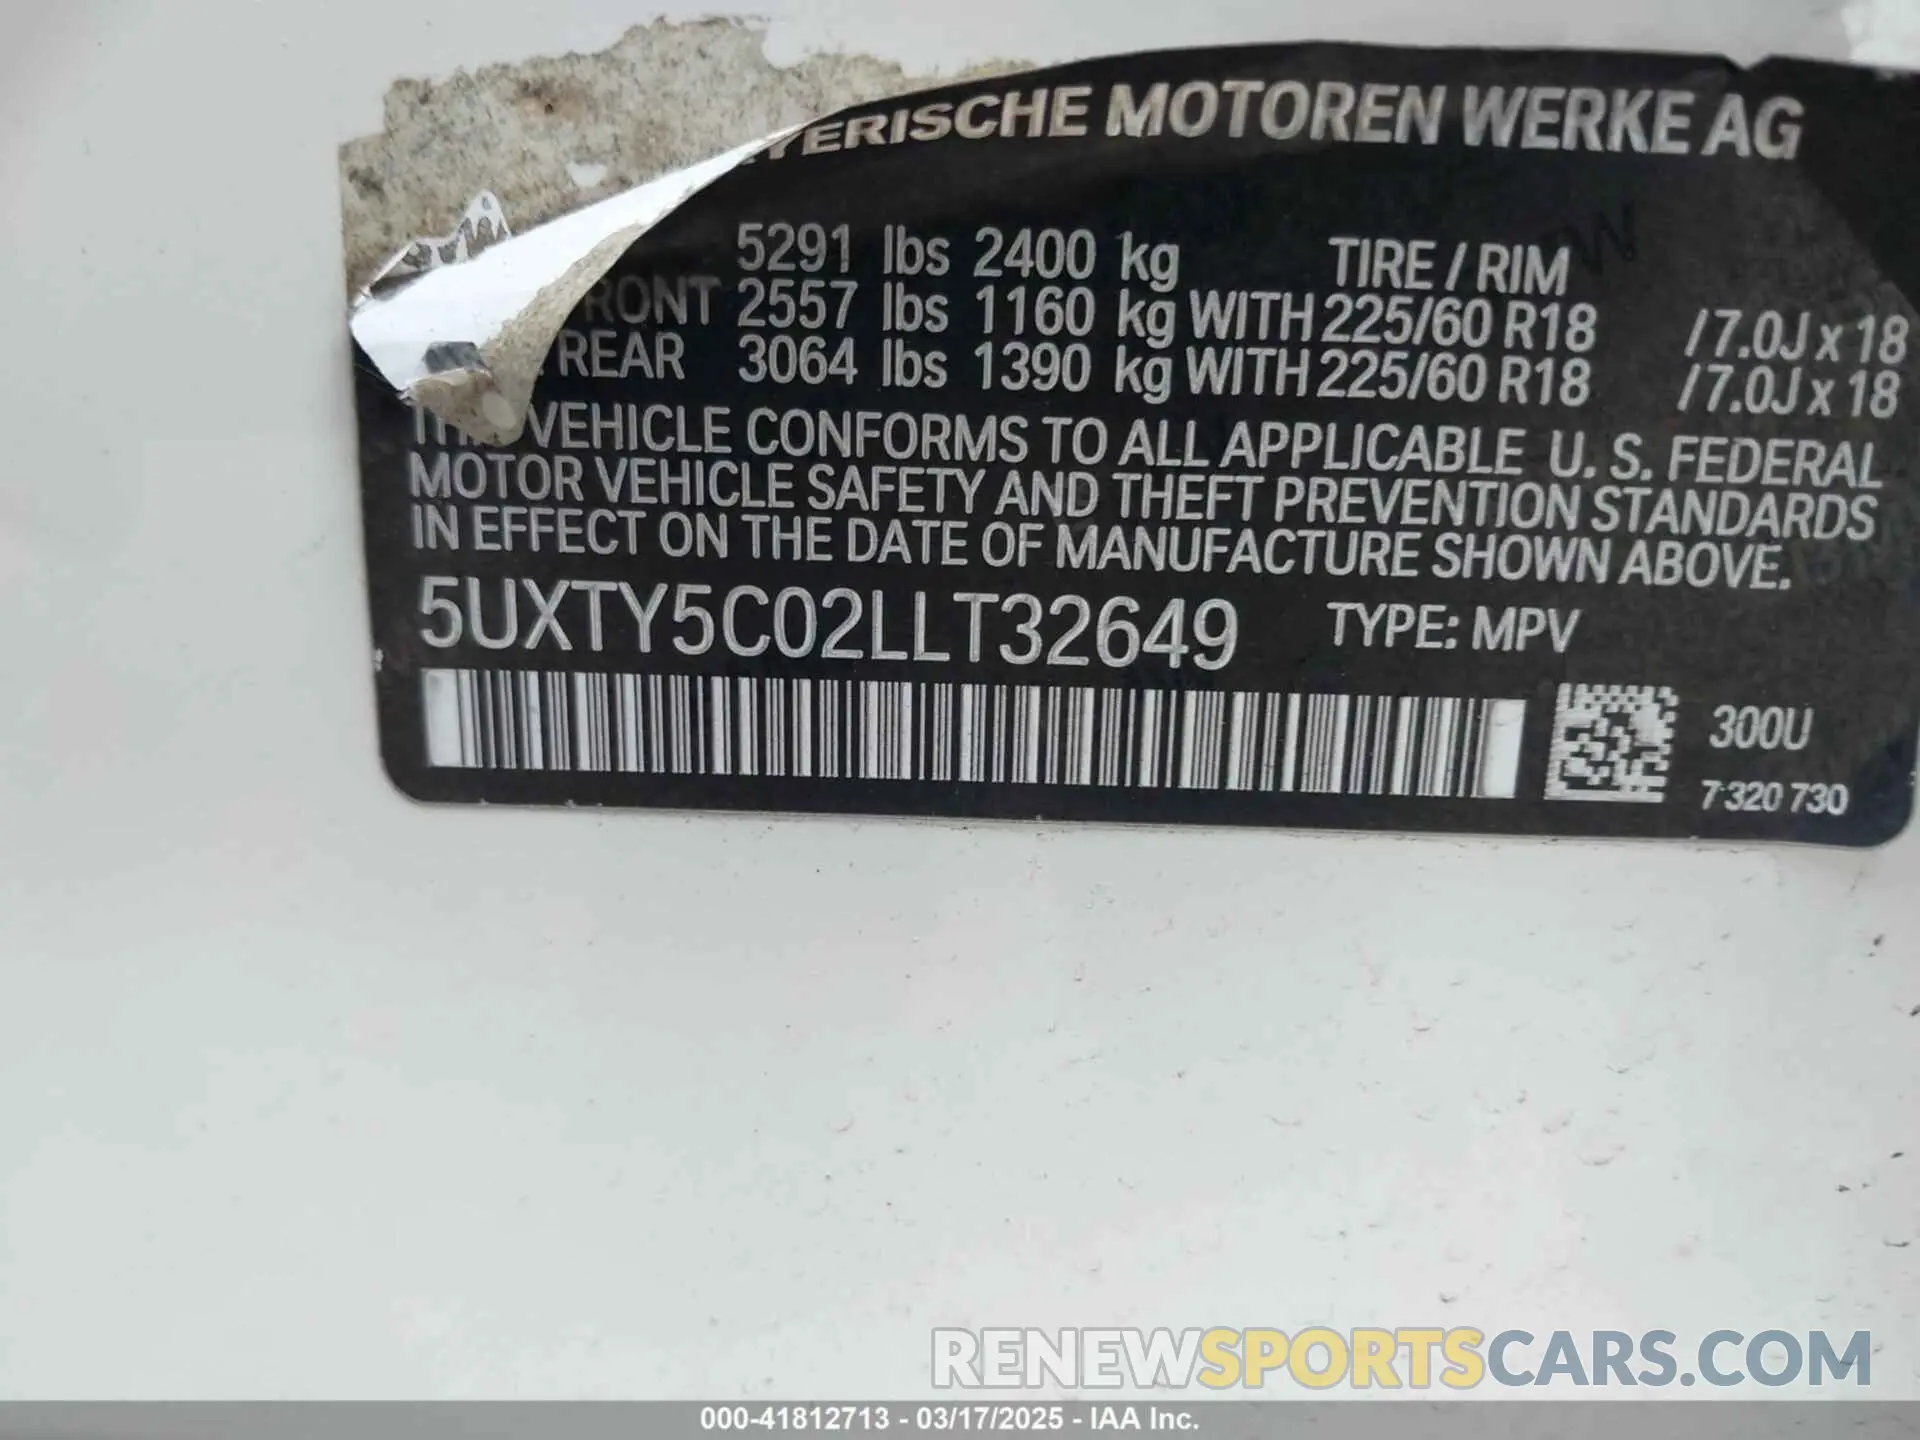 YERISCHE MOTOREN WERKE AG
5291 lbs 2400 kg TIRE / RIM
RONT 2557 lbs 1160 kg WITH 225/60 R18 / 7.0J x 18
REAR 3064 lbs 1390 kg WITH 225/60 R18 / 7.0J x 18
VEHICLE CONFORMS TO ALL APPLICABLE U. S. FEDERAL
MOTOR VEHICLE SAFETY AND THEFT PREVENTION STANDARDS
IN EFFECT ON THE DATE OF MANUFACTURE SHOWN ABOVE.
5UXTY5C02LLT32649 TYPE: MPV
300U
7 320 730
RENEWSPORTSCARS.COM
000-41812713 - 03/17/2025 - IAA Inc.